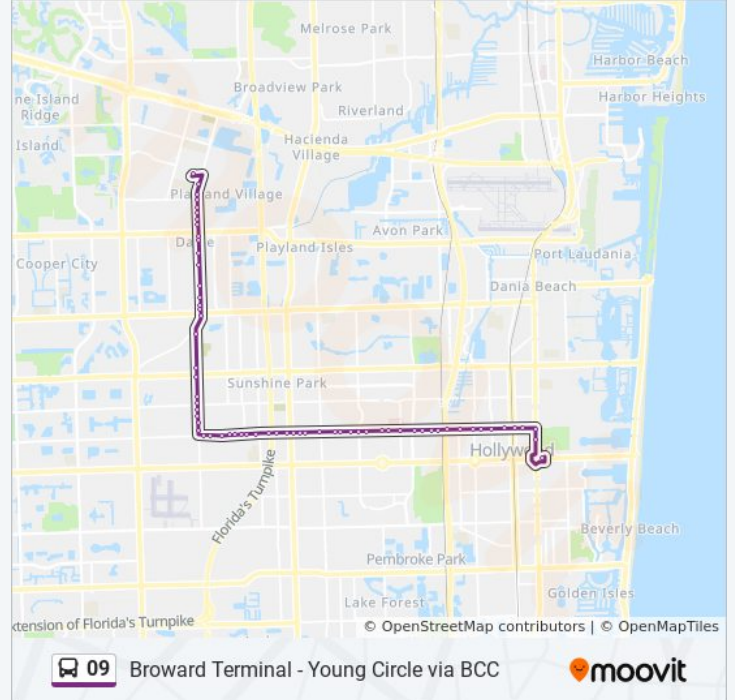 Melrose Park
Harbor Beach
Broadview Park
Harbor Heights
ne Island
Ridge
Riverland
Island
Hacienda
Village
Playland Village
Avon Park
Davie
Playland Isles
Port Laudania
Cooper City
Dania Beach
Sunshine Park
Hollywood
Florida's Turnpike
Beverly Beach
Pembroke Park
Golden Isles
Lake Forest
xtension of Florida's Turnpike
© OpenStreetMap contributors | © OpenMapTiles
09 Broward Terminal - Young Circle via BCC
moovit